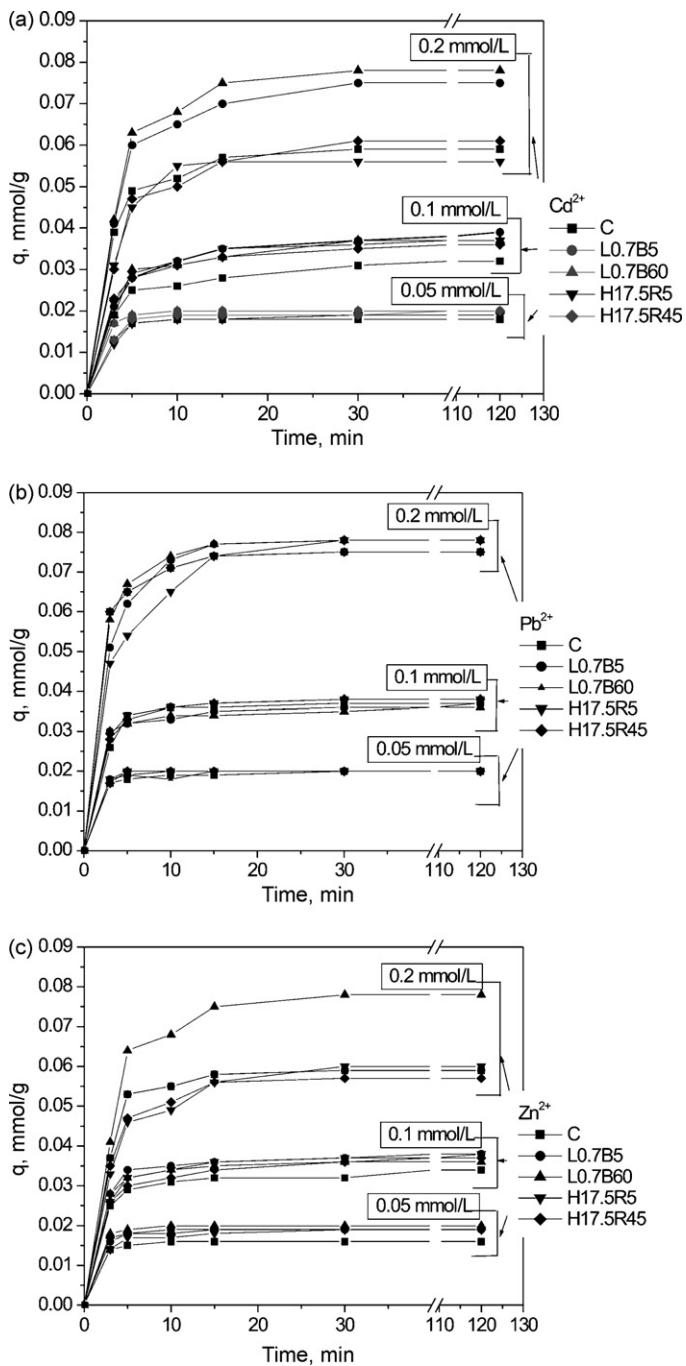 (a)
0.09
0.08
0.07
0.06
0.05
0.04
0.03
0.02
0.01
0.00
q, mmol/g
0.2 mmol/L
0.1 mmol/L
0.05 mmol/L
Cd²⁺
C
L0.7B5
L0.7B60
H17.5R5
H17.5R45
0 10 20 30 110 120 130
Time, min
(b)
0.09
0.08
0.07
0.06
0.05
0.04
0.03
0.02
0.01
0.00
q, mmol/g
0.2 mmol/L
0.1 mmol/L
0.05 mmol/L
Pb²⁺
C
L0.7B5
L0.7B60
H17.5R5
H17.5R45
0 10 20 30 110 120 130
Time, min
(c)
0.09
0.08
0.07
0.06
0.05
0.04
0.03
0.02
0.01
0.00
q, mmol/g
0.2 mmol/L
0.1 mmol/L
0.05 mmol/L
Zn²⁺
C
L0.7B5
L0.7B60
H17.5R5
H17.5R45
0 10 20 30 110 120 130
Time, min